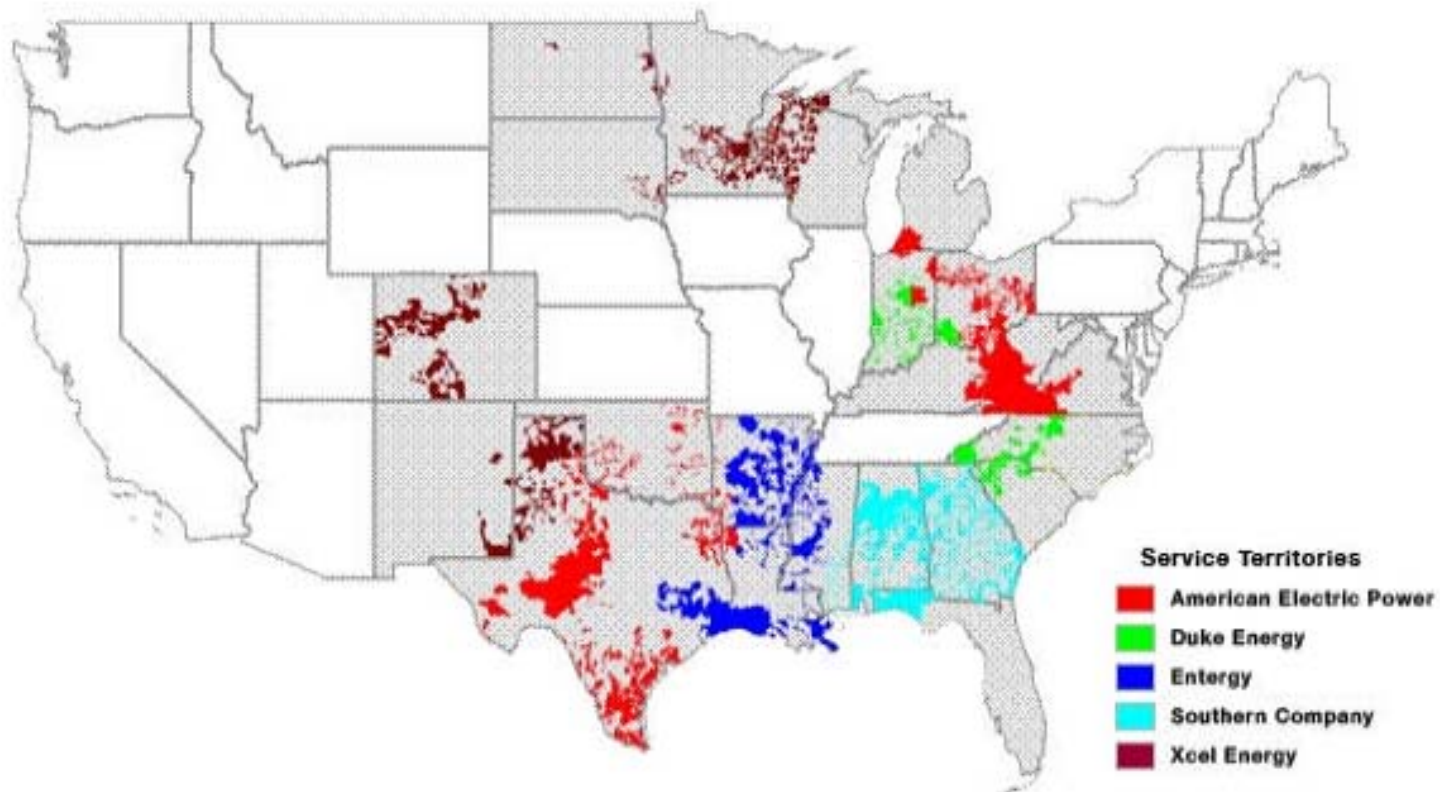 Service Territories
American Electric Power
Duke Energy
Entergy
Southern Company
Xcel Energy